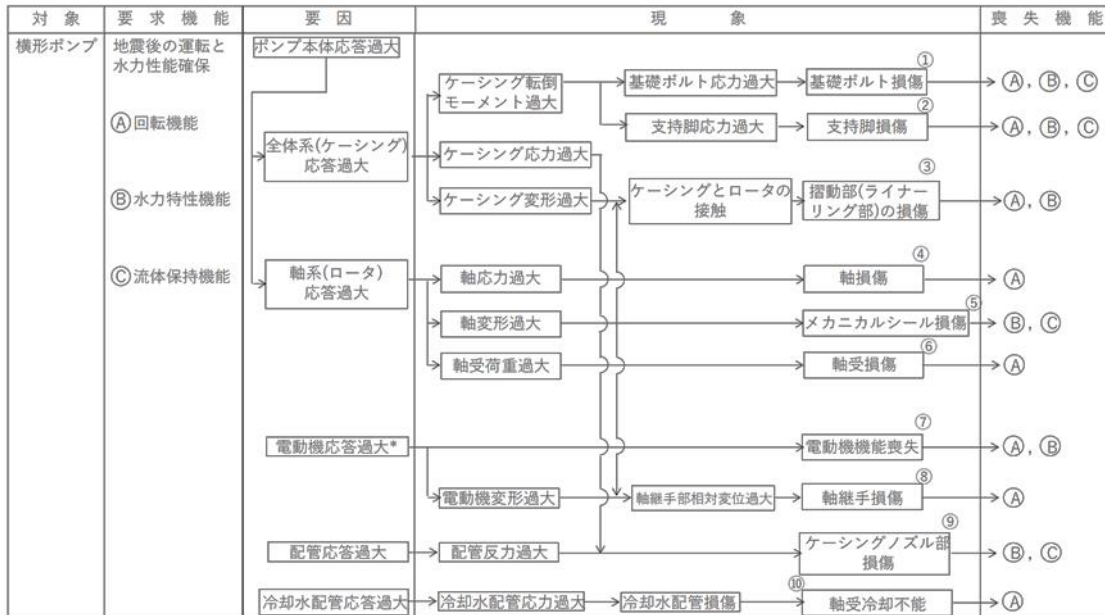 対象 要求機能 要因 現象 喪失機能
横形ポンプ 地震後の運転と ポンプ本体応答過大
水力性能確保
①
ケーシング転倒 基礎ボルト応力過大 基礎ボルト損傷 Ⓐ, Ⓑ, Ⓒ
モーメント過大
②
Ⓐ回転機能 支持脚応力過大 支持脚損傷 Ⓐ, Ⓑ, Ⓒ
全体系(ケーシング) ケーシング応力過大
応答過大
③
Ⓑ水力特性機能 ケーシング変形過大 ケーシングとロータの 摺動部(ライナー Ⓐ, Ⓑ
接触 リング部)の損傷
④
Ⓒ流体保持機能 軸系(ロータ) 軸応力過大 軸損傷 Ⓐ
応答過大
⑤
軸変形過大 メカニカルシール損傷 Ⓑ, Ⓒ
⑥
軸受荷重過大 軸受損傷 Ⓐ
⑦
電動機応答過大* 電動機機能喪失 Ⓐ, Ⓑ
⑧
電動機変形過大 軸継手部相対変位過大 軸継手損傷 Ⓐ
⑨
配管応答過大 配管反力過大 ケーシングノズル部 Ⓑ, Ⓒ
損傷
⑩
冷却水配管応答過大 冷却水配管応力過大 冷却水配管損傷 軸受冷却不能 Ⓐ